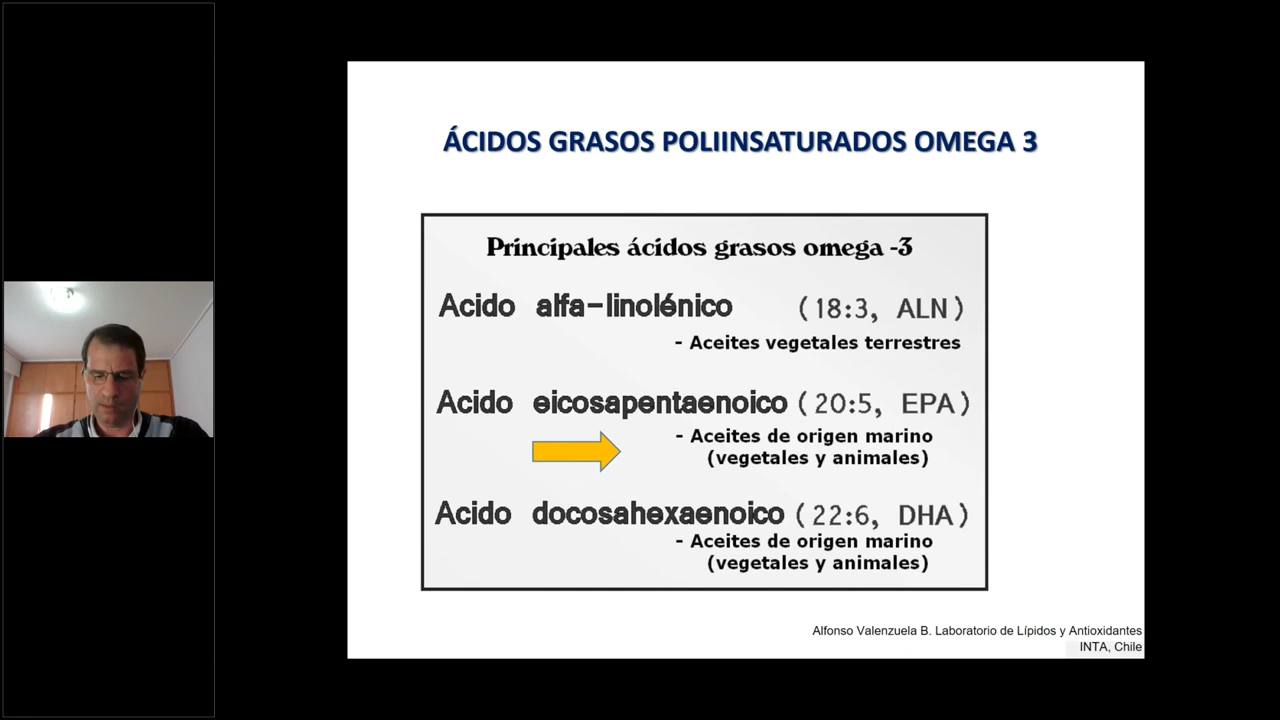 ÁCIDOS GRASOS POLIINSATURADOS OMEGA 3
Principales ácidos grasos omega -3
Acido alfa-linolénico (18:3, ALN)
- Aceites vegetales terrestres
Acido eicosapentaenoico (20:5, EPA)
- Aceites de origen marino
(vegetales y animales)
Acido docosahexaenoico (22:6, DHA)
- Aceites de origen marino
(vegetales y animales)
Alfonso Valenzuela B. Laboratorio de Lípidos y Antioxidantes
INTA, Chile